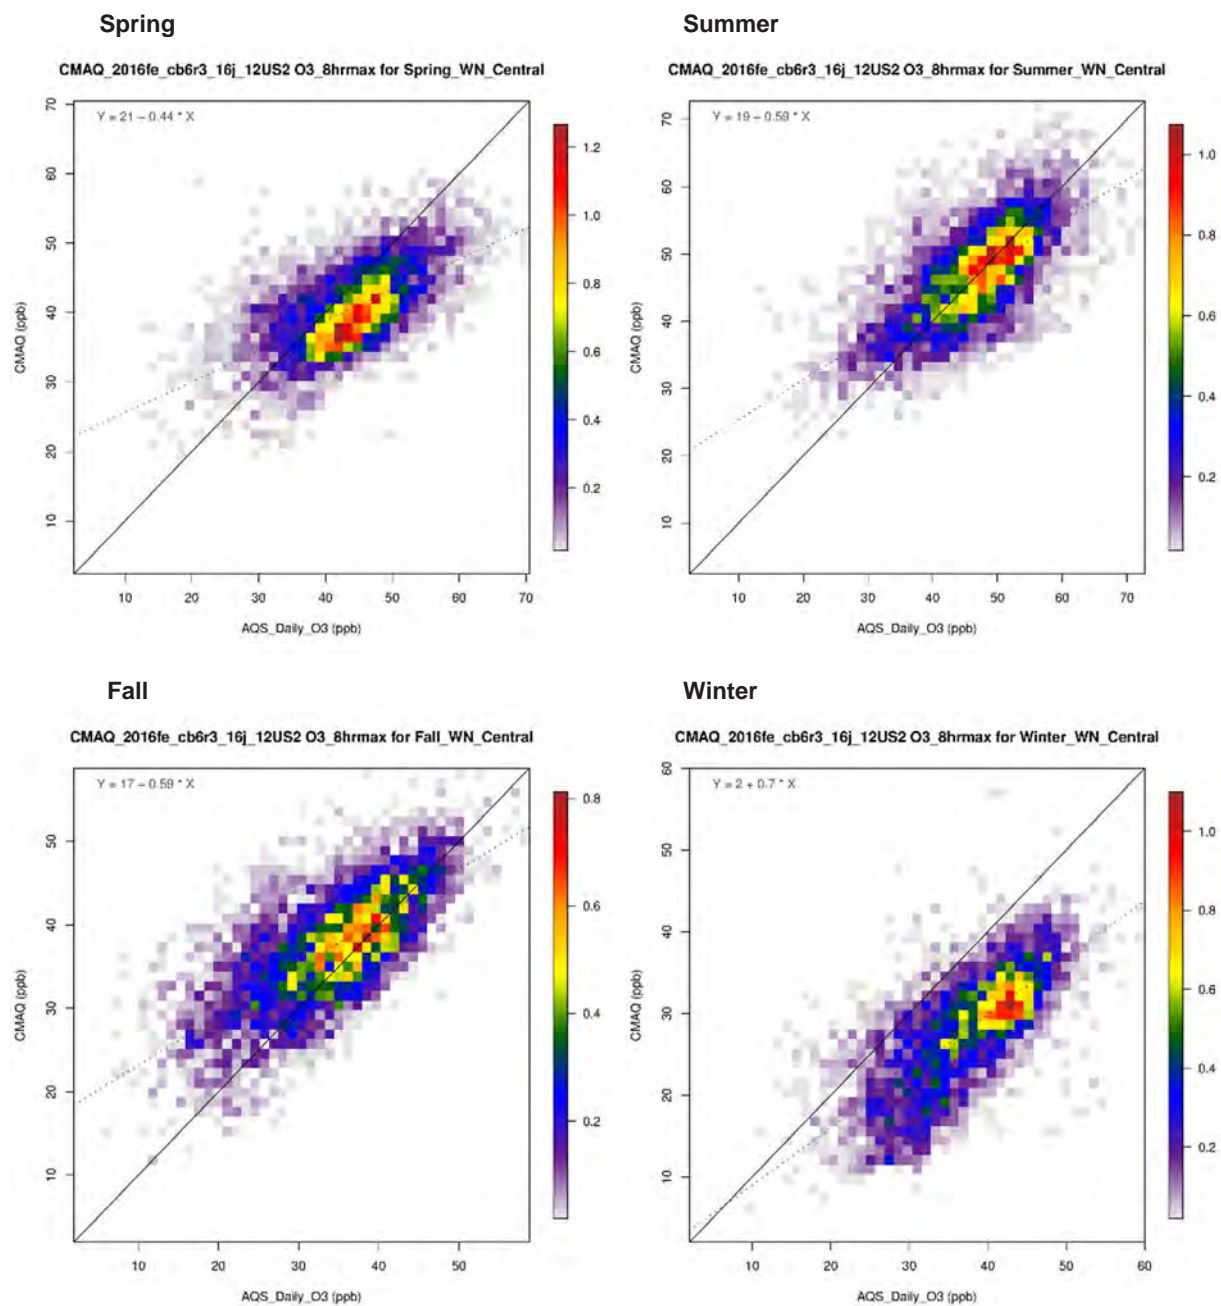 Spring
CMAQ_2016fe_cb6r3_16j_12US2 O3_8hrmax for Spring_WN_Central
Y = 21 + 0.44 * X
70
60
50
40
30
20
10
CMAQ (ppb)
10 20 30 40 50 60 70
AQS_Daily_O3 (ppb)
1.2
1.0
0.8
0.6
0.4
0.2
Summer
CMAQ_2016fe_cb6r3_16j_12US2 O3_8hrmax for Summer_WN_Central
Y = 19 + 0.59 * X
70
60
50
40
30
20
10
CMAQ (ppb)
10 20 30 40 50 60 70
AQS_Daily_O3 (ppb)
1.0
0.8
0.6
0.4
0.2
Fall
CMAQ_2016fe_cb6r3_16j_12US2 O3_8hrmax for Fall_WN_Central
Y = 17 + 0.59 * X
50
40
30
20
10
CMAQ (ppb)
10 20 30 40 50
AQS_Daily_O3 (ppb)
0.8
0.6
0.4
0.2
Winter
CMAQ_2016fe_cb6r3_16j_12US2 O3_8hrmax for Winter_WN_Central
Y = 2 + 0.7 * X
60
50
40
30
20
10
CMAQ (ppb)
10 20 30 40 50 60
AQS_Daily_O3 (ppb)
1.0
0.8
0.6
0.4
0.2